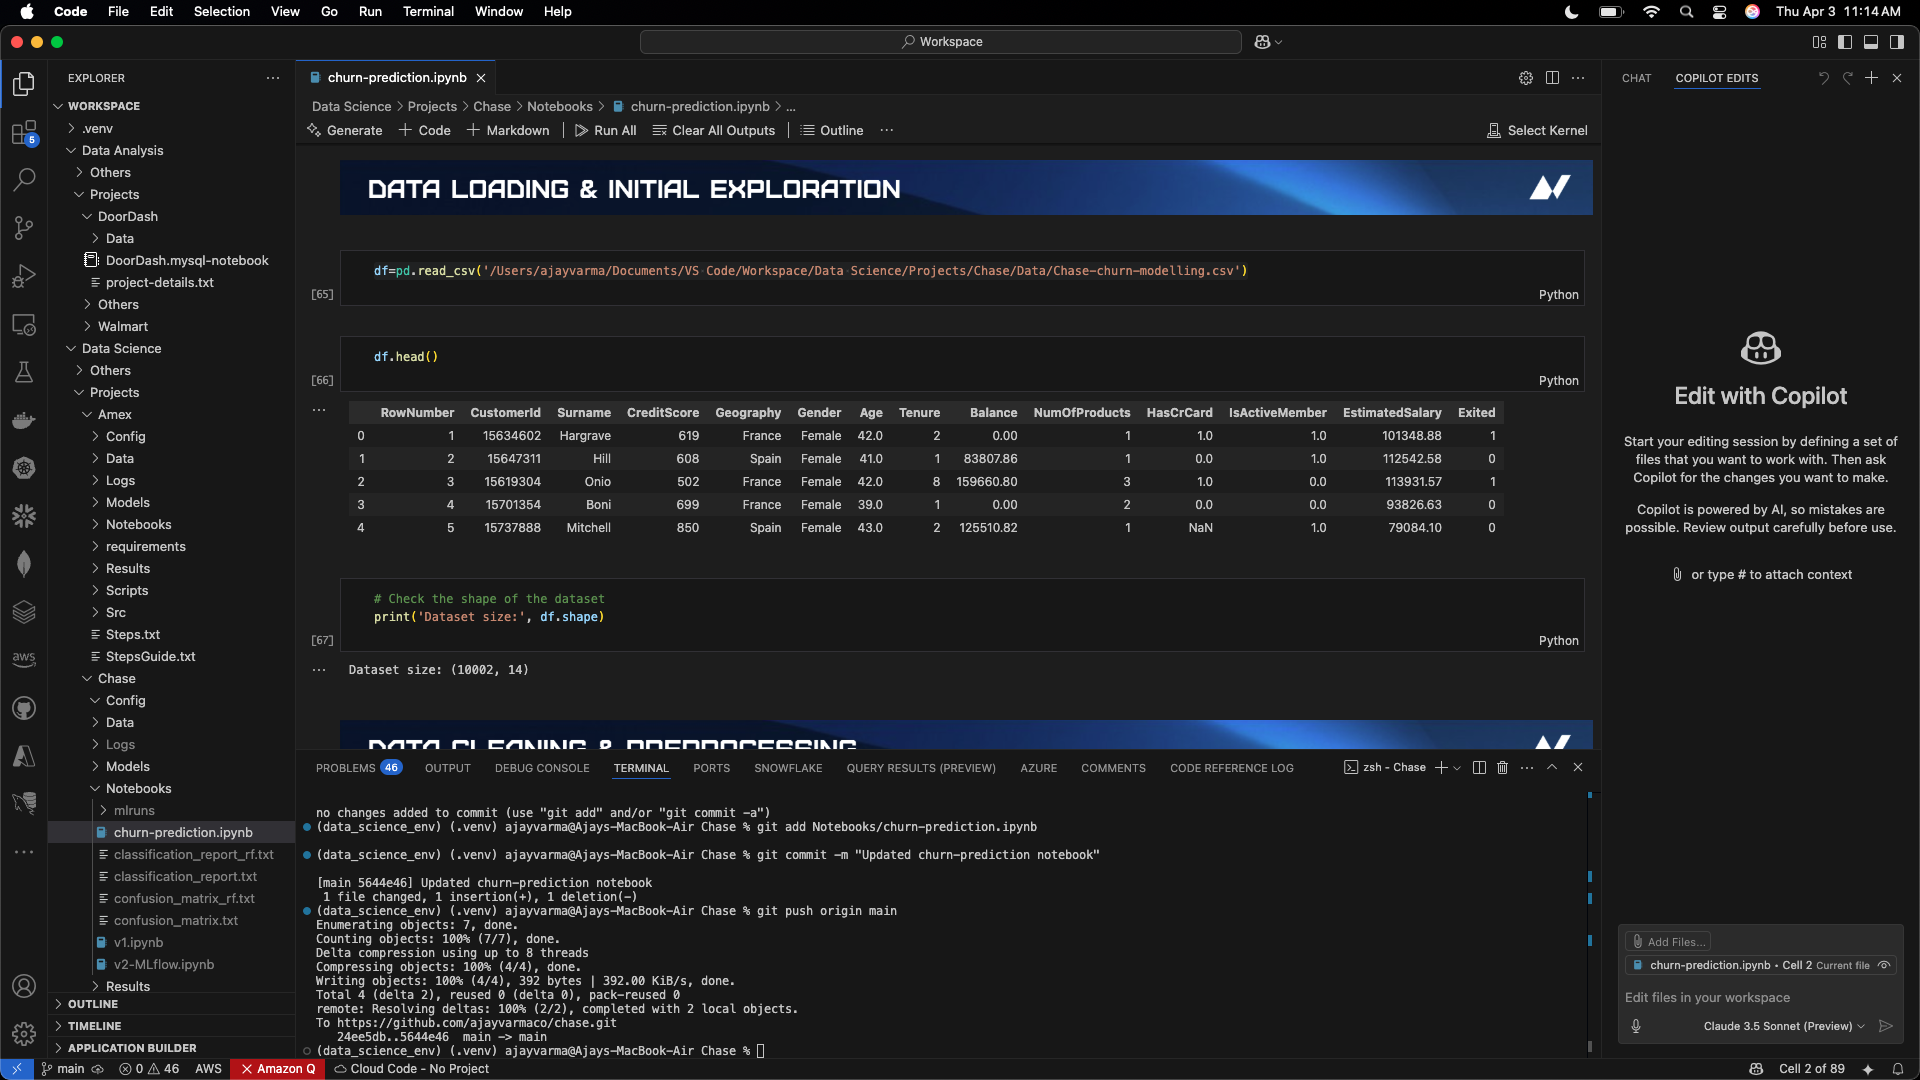 Code File Edit Selection View Go Run Terminal Window Help Thu Apr 3 11:14 AM
Workspace
EXPLORER
WORKSPACE
.venv
Data Analysis
Others
Projects
DoorDash
Data
DoorDash.mysql-notebook
project-details.txt
Others
Walmart
Data Science
Others
Projects
Amex
Config
Data
Logs
Models
Notebooks
requirements
Results
Scripts
Src
Steps.txt
StepsGuide.txt
Chase
Config
Data
Logs
Models
Notebooks
mlruns
churn-prediction.ipynb
classification_report_rf.txt
classification_report.txt
confusion_matrix_rf.txt
confusion_matrix.txt
v1.ipynb
v2-MLflow.ipynb
Results
OUTLINE
TIMELINE
APPLICATION BUILDER
5
aws
churn-prediction.ipynb
Data Science > Projects > Chase > Notebooks > churn-prediction.ipynb > ...
Generate + Code + Markdown Run All Clear All Outputs Outline ... Select Kernel
DATA LOADING & INITIAL EXPLORATION
df=pd.read_csv('/Users/ajayvarma/Documents/VS Code/Workspace/Data Science/Projects/Chase/Data/Chase-churn-modelling.csv')
[65] Python
df.head()
[66] Python
RowNumber CustomerId Surname CreditScore Geography Gender Age Tenure Balance NumOfProducts HasCrCard IsActiveMember EstimatedSalary Exited
0 1 15634602 Hargrave 619 France Female 42.0 2 0.00 1 1.0 1.0 101348.88 1
1 2 15647311 Hill 608 Spain Female 41.0 1 83807.86 1 0.0 1.0 112542.58 0
2 3 15619304 Onio 502 France Female 42.0 8 159660.80 3 1.0 0.0 113931.57 1
3 4 15701354 Boni 699 France Female 39.0 1 0.00 2 0.0 0.0 93826.63 0
4 5 15737888 Mitchell 850 Spain Female 43.0 2 125510.82 1 NaN 1.0 79084.10 0
# Check the shape of the dataset
print('Dataset size:', df.shape)
[67] Python
Dataset size: (10002, 14)
DATA CLEANING & PREPROCESSING
PROBLEMS 46 OUTPUT DEBUG CONSOLE TERMINAL PORTS SNOWFLAKE QUERY RESULTS (PREVIEW) AZURE COMMENTS CODE REFERENCE LOG zsh - Chase
no changes added to commit (use "git add" and/or "git commit -a")
(data_science_env) (.venv) ajayvarma@Ajays-MacBook-Air Chase % git add Notebooks/churn-prediction.ipynb
(data_science_env) (.venv) ajayvarma@Ajays-MacBook-Air Chase % git commit -m "Updated churn-prediction notebook"
[main 5644e46] Updated churn-prediction notebook
1 file changed, 1 insertion(+), 1 deletion(-)
(data_science_env) (.venv) ajayvarma@Ajays-MacBook-Air Chase % git push origin main
Enumerating objects: 7, done.
Counting objects: 100% (7/7), done.
Delta compression using up to 8 threads
Compressing objects: 100% (4/4), done.
Writing objects: 100% (4/4), 392 bytes | 392.00 KiB/s, done.
Total 4 (delta 2), reused 0 (delta 0), pack-reused 0
remote: Resolving deltas: 100% (2/2), completed with 2 local objects.
To https://github.com/ajayvarmaco/chase.git
24ee5db..5644e46 main -> main
(data_science_env) (.venv) ajayvarma@Ajays-MacBook-Air Chase %
CHAT COPILOT EDITS
Edit with Copilot
Start your editing session by defining a set of
files that you want to work with. Then ask
Copilot for the changes you want to make.
Copilot is powered by AI, so mistakes are
possible. Review output carefully before use.
or type # to attach context
Add Files...
churn-prediction.ipynb • Cell 2 Current file
Edit files in your workspace
Claude 3.5 Sonnet (Preview)
main 0 46 AWS Amazon Q Cloud Code - No Project Cell 2 of 89